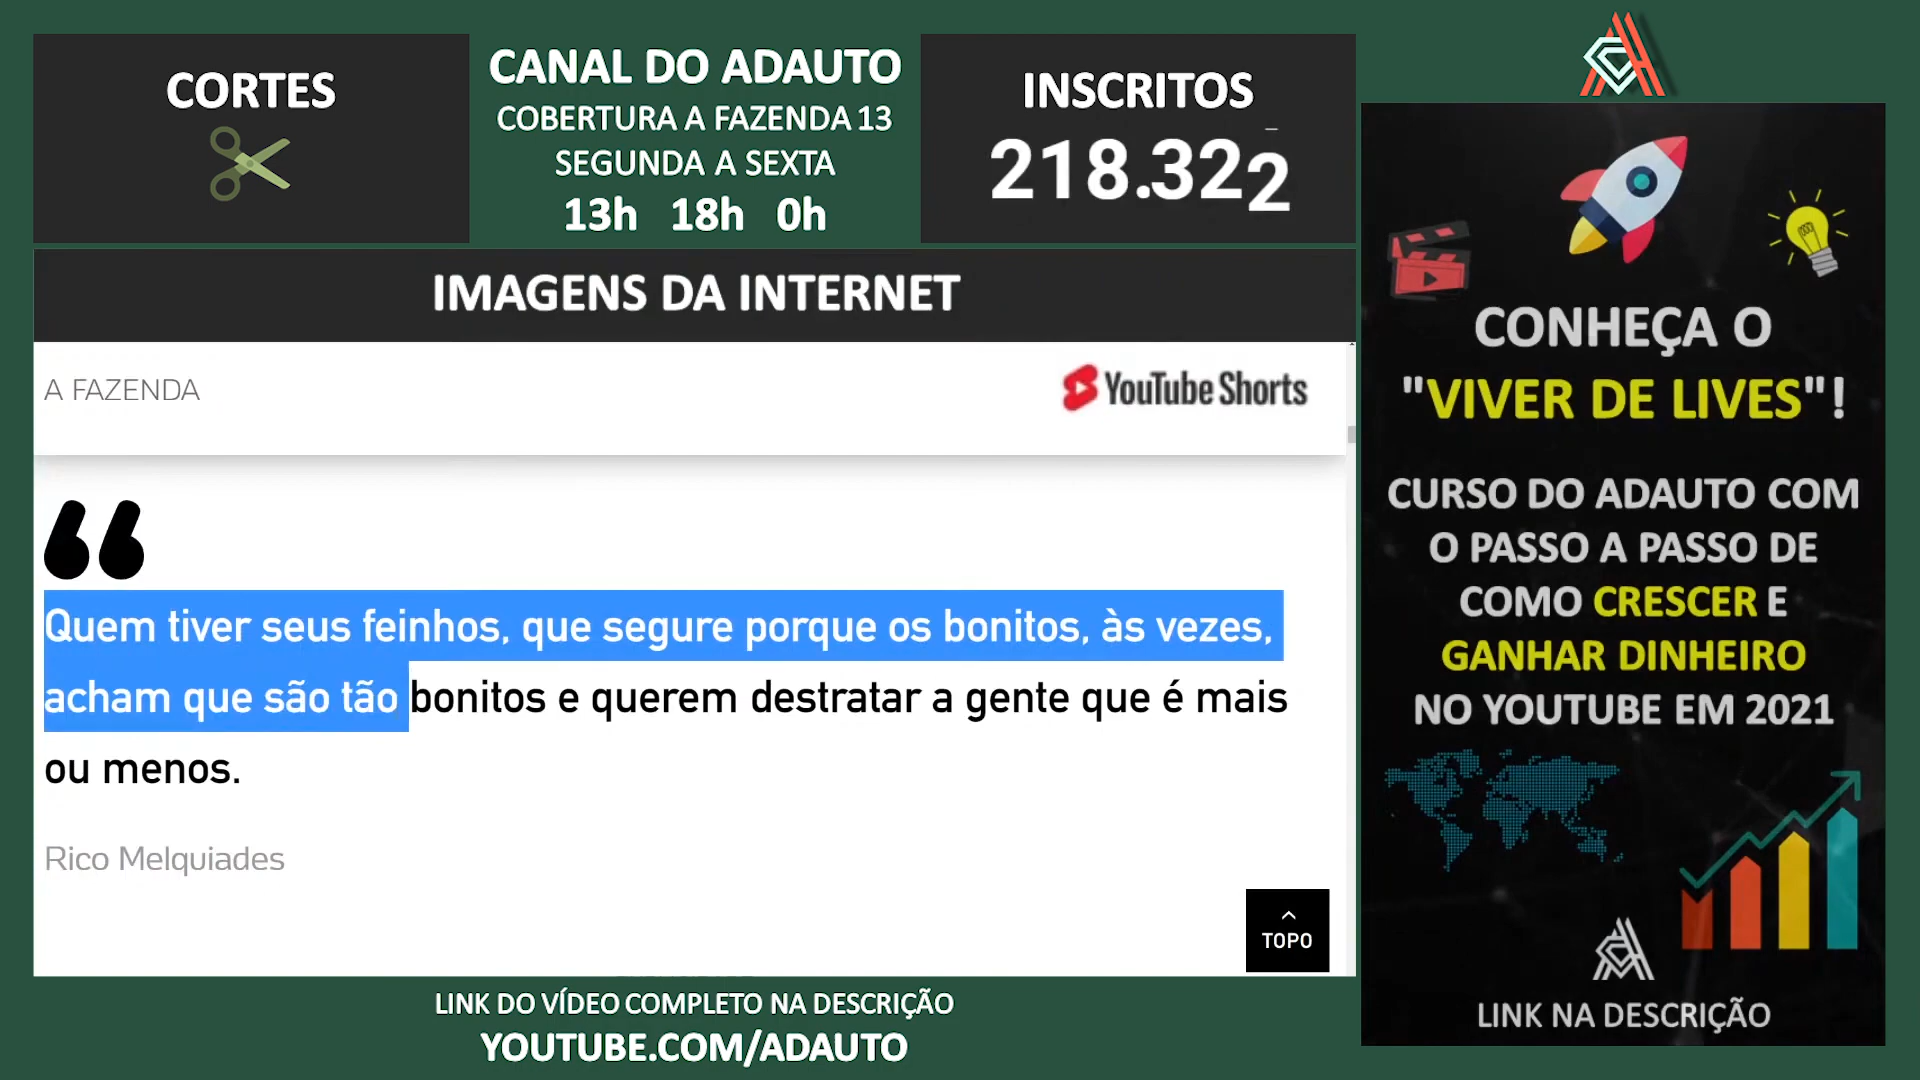 CORTES
CANAL DO ADAUTO
COBERTURA A FAZENDA 13
SEGUNDA A SEXTA
13h 18h 0h
INSCRITOS
218.322
IMAGENS DA INTERNET
A FAZENDA
YouTube Shorts
Quem tiver seus feinhos, que segure porque os bonitos, às vezes,
acham que são tão bonitos e querem destratar a gente que é mais
ou menos.
Rico Melquiades
TOPO
LINK DO VÍDEO COMPLETO NA DESCRIÇÃO
YOUTUBE.COM/ADAUTO
CONHEÇA O
"VIVER DE LIVES"!
CURSO DO ADAUTO COM
O PASSO A PASSO DE
COMO CRESCER E
GANHAR DINHEIRO
NO YOUTUBE EM 2021
LINK NA DESCRIÇÃO